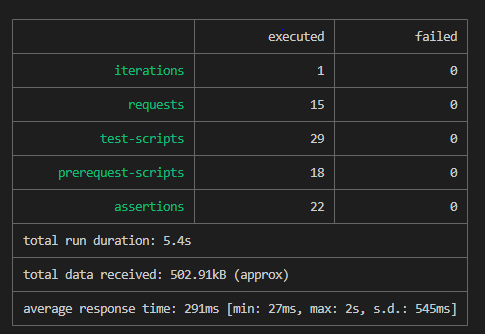 executed failed
iterations 1 0
requests 15 0
test-scripts 29 0
prerequest-scripts 18 0
assertions 22 0
total run duration: 5.4s
total data received: 502.91kB (approx)
average response time: 291ms [min: 27ms, max: 2s, s.d.: 545ms]